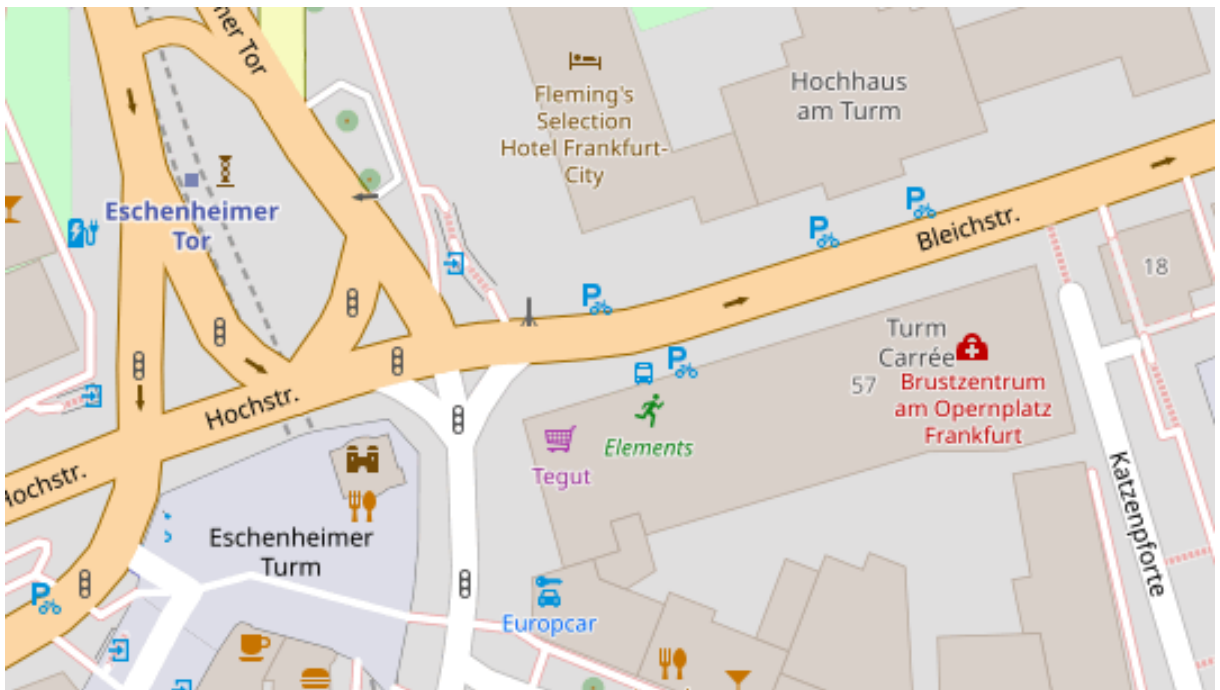 ner Tor
Fleming's
Selection
Hotel Frankfurt-
City
Hochhaus
am Turm
Eschenheimer
Tor
Bleichstr.
18
Turm
Carrée
57
Brustzentrum
am Opernplatz
Frankfurt
Hochstr.
Elements
Tegut
Hochstr.
Eschenheimer
Turm
Katzenpforte
Europcar